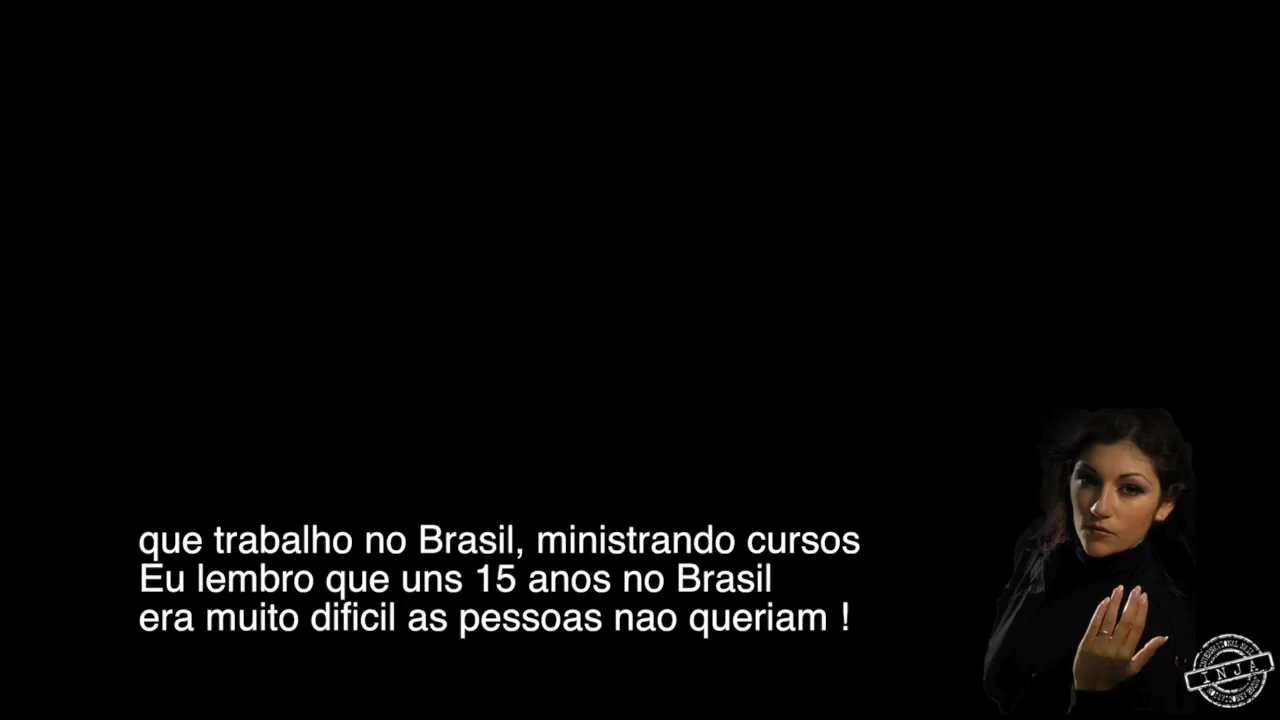 que trabalho no Brasil, ministrando cursos
Eu lembro que uns 15 anos no Brasil
era muito dificil as pessoas nao queriam !
INJA